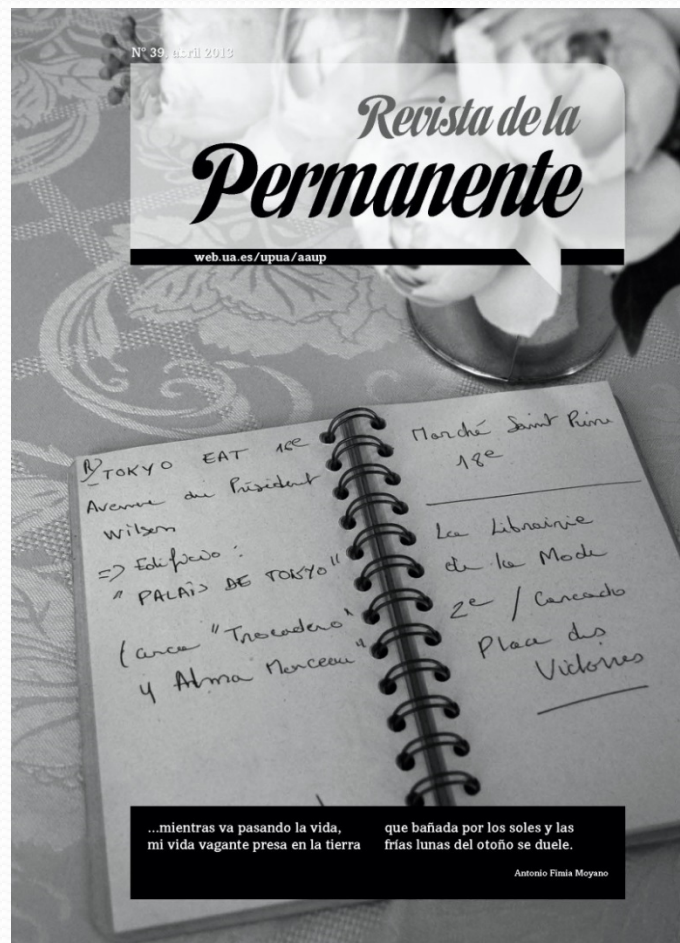 Nº 39, abril 2013
Revista de la
Permanente
web.ua.es/upua/aaup
R) TOKYO EAT 16e
Avenue du Président
Wilson
=> Edificio :
" PALAIS DE TOKYO"
(cerca "Trocadero"
y Alma Marceau"
Marché Saint Pierre
18e
La Librairie
de la Mode
2e / Cercado
Place des
Victoires
...mientras va pasando la vida,
mi vida vagante presa en la tierra
que bañada por los soles y las
frías lunas del otoño se duele.
Antonio Fimia Moyano